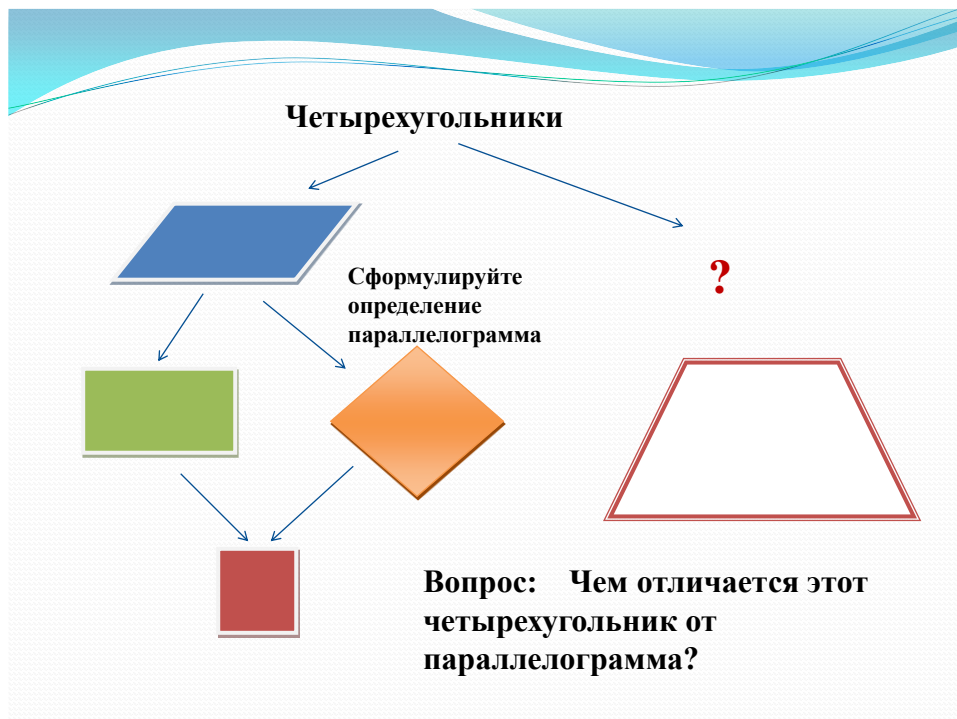 Четырехугольники
Сформулируйте
определение
параллелограмма
?
Вопрос: Чем отличается этот
четырехугольник от
параллелограмма?